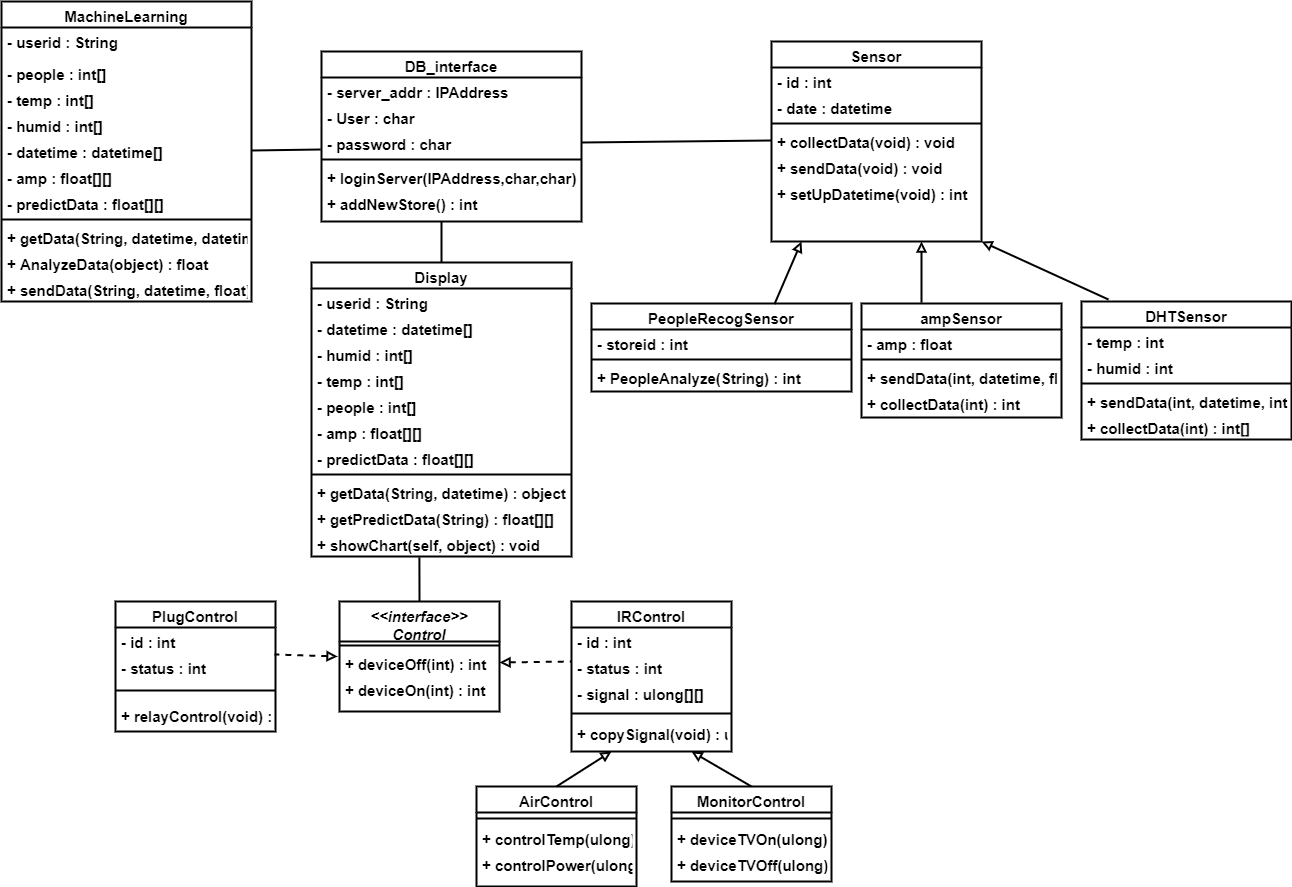 MachineLearning
- userid : String
- people : int[]
- temp : int[]
- humid : int[]
- datetime : datetime[]
- amp : float[][]
- predictData : float[][]
+ getData(String, datetime,
+ AnalyzeData(object) : float
+ sendData(String, datetime, float
DB_interface
- server_addr : IPAddress
- User : char
- password : char
+ loginServer(IPAddress,char,char)
+ addNewStore() : int
Sensor
- id : int
- date : datetime
+ collectData(void) : void
+ sendData(void) : void
+ setUpDatetime(void) : int
Display
- userid : String
- datetime : datetime[]
- humid : int[]
- temp : int[]
- people : int[]
- amp : float[][]
- predictData : float[][]
+ getData(String, datetime) : object
+ getPredictData(String) : float[][]
+ showChart(self, object) : void
PeopleRecogSensor
- storeid : int
+ PeopleAnalyze(String) : int
ampSensor
- amp : float
+ sendData(int, datetime,
+ collectData(int) : int
DHTSensor
- temp : int
- humid : int
+ sendData(int, datetime, int
+ collectData(int) : int[]
PlugControl
- id : int
- status : int
+ relayControl(void) :
<<interface>>
Control
+ deviceOff(int) : int
+ deviceOn(int) : int
IRControl
- id : int
- status : int
- signal : ulong[][]
+ copySignal(void) :
AirControl
+ controlTemp(ulong)
+ controlPower(ulong
MonitorControl
+ deviceTVOn(ulong)
+ deviceTVOff(ulong)